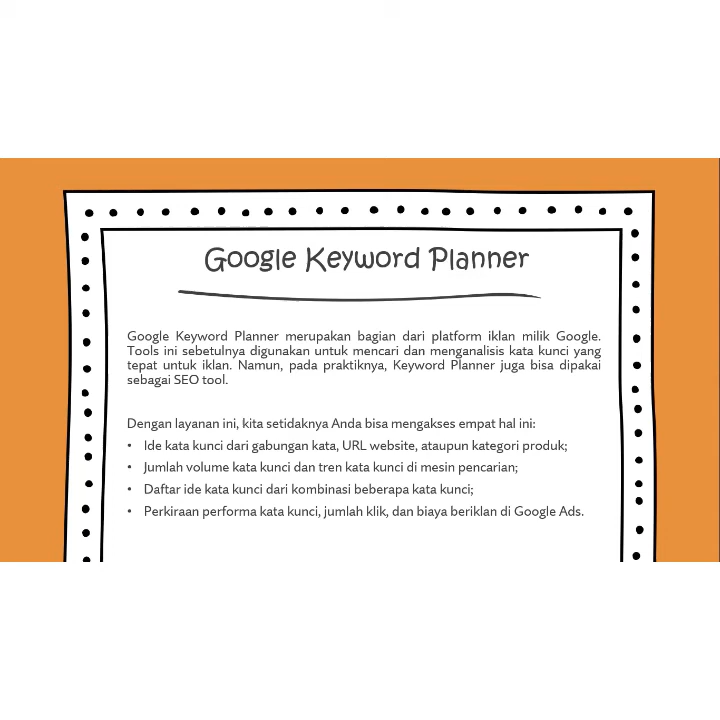 Google Keyword Planner
Google Keyword Planner merupakan bagian dari platform iklan milik Google.
Tools ini sebetulnya digunakan untuk mencari dan menganalisis kata kunci yang
tepat untuk iklan. Namun, pada praktiknya, Keyword Planner juga bisa dipakai
sebagai SEO tool.
Dengan layanan ini, kita setidaknya Anda bisa mengakses empat hal ini:
• Ide kata kunci dari gabungan kata, URL website, ataupun kategori produk;
• Jumlah volume kata kunci dan tren kata kunci di mesin pencarian;
• Daftar ide kata kunci dari kombinasi beberapa kata kunci;
• Perkiraan performa kata kunci, jumlah klik, dan biaya beriklan di Google Ads.